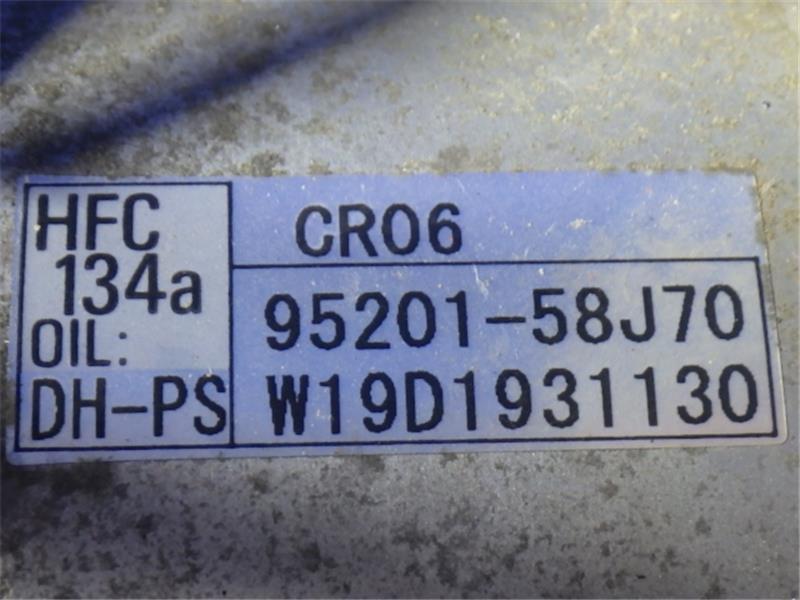 HFC
134a
OIL:
DH-PS
CR06
95201-58J70
W19D1931130